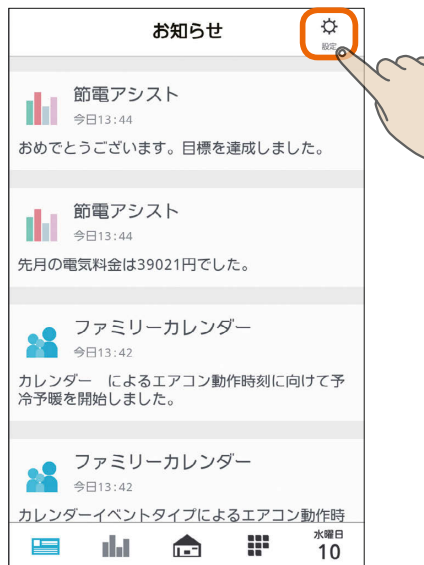 お知らせ
設定
節電アシスト
今日13:44
おめでとうございます。目標を達成しました。
節電アシスト
今日13:44
先月の電気料金は39021円でした。
ファミリーカレンダー
今日13:42
カレンダー　によるエアコン動作時刻に向けて予
冷予暖を開始しました。
ファミリーカレンダー
今日13:42
カレンダーイベントタイプによるエアコン動作時
水曜日
10